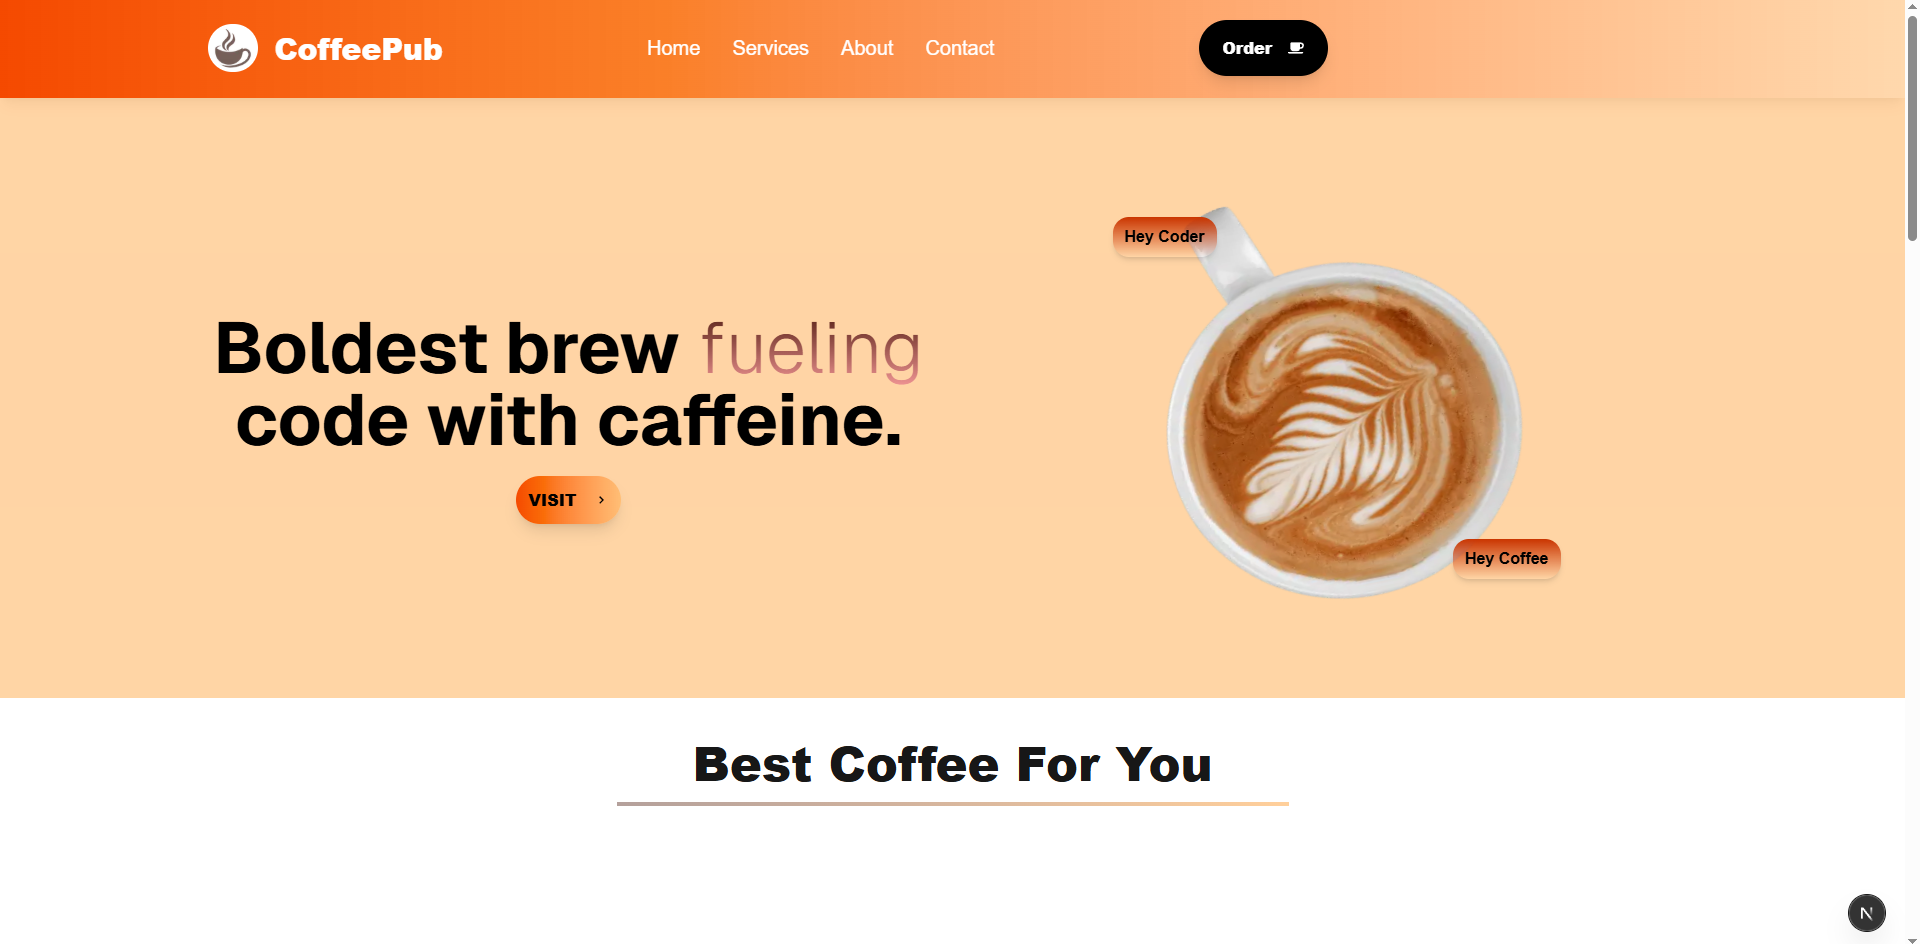 CoffeePub
Home
Services
About
Contact
Order
Hey Coder
Boldest brew fueling
code with caffeine.
VISIT
Hey Coffee
Best Coffee For You
N